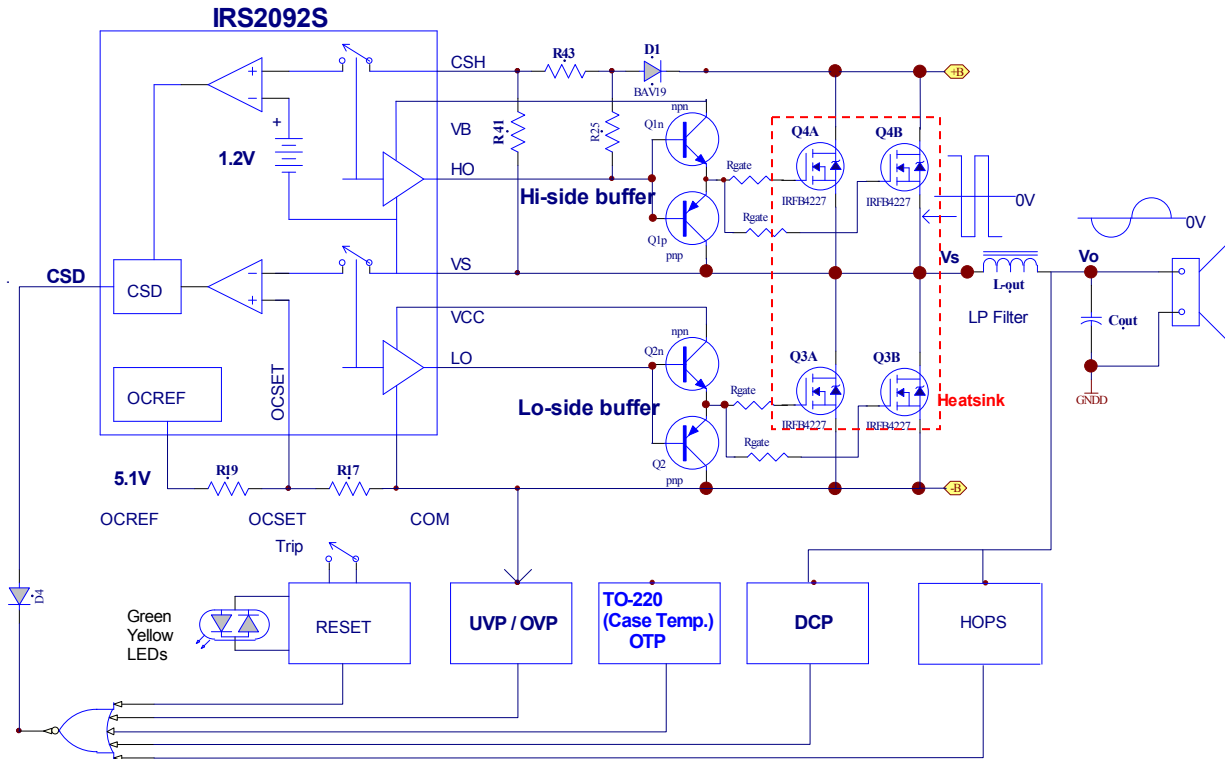 IRS2092S
R43
D1
CSH
BAV19
+B
npn
+
-
+
1.2V
R41
R25
VB
Q1n
HO
Hi-side buffer
Q1p
pnp
Rgate
Rgate
Q4A
Q4B
IRFB4227
IRFB4227
0V
0V
CSD
CSD
-
+
VS
Vs
L-out
Vo
LP Filter
Cout
VCC
npn
Q2n
LO
Lo-side buffer
Q2
pnp
Rgate
Rgate
Q3A
Q3B
IRFB4227
IRFB4227
Heatsink
GNDD
OCREF
OCSET
5.1V
R19
R17
-B
OCREF
OCSET
COM
Trip
D4
Green
Yellow
LEDs
RESET
UVP / OVP
TO-220
(Case Temp.)
OTP
DCP
HOPS